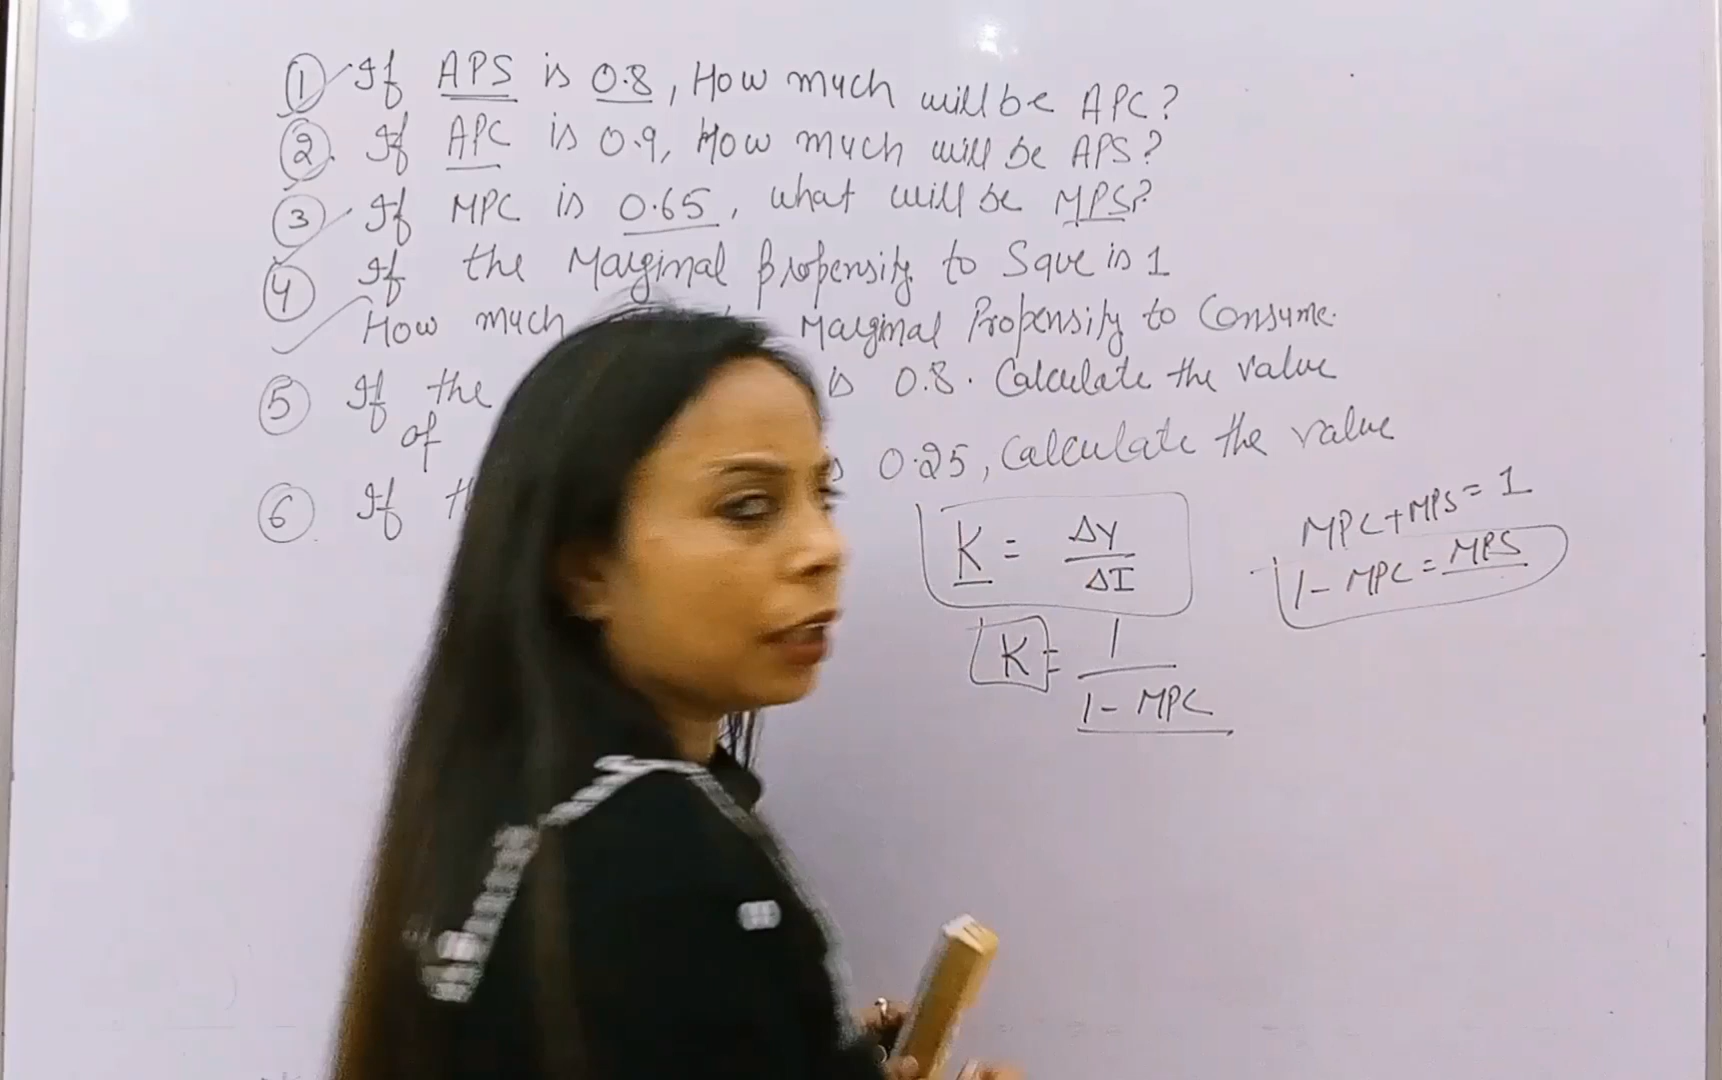 ① If APS is 0.8, How much will be APC?
② If APC is 0.9, How much will be APS?
③ If MPC is 0.65, what will be MPS?
④ If the Marginal Propensity to Save is 1
How much Marginal Propensity to Consume.
⑤ If the is 0.8. Calculate the value
of
⑥ If 0.25, Calculate the value
K = ΔY/ΔI
K = 1/1-MPC
MPC+MPS=1
1-MPC=MPS